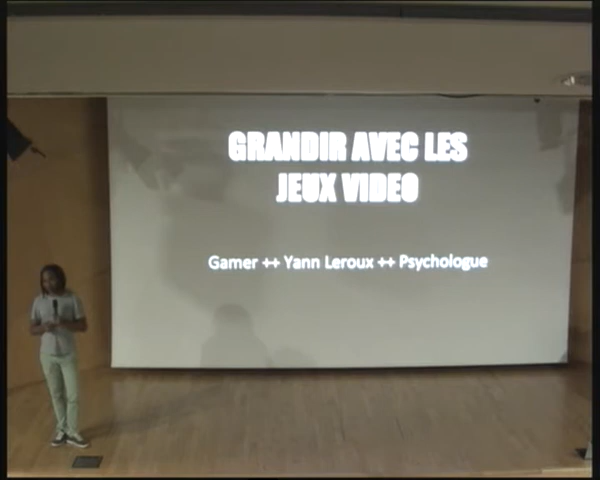 GRANDIR AVEC LES
JEUX VIDEO
Gamer ++ Yann Leroux ++ Psychologue